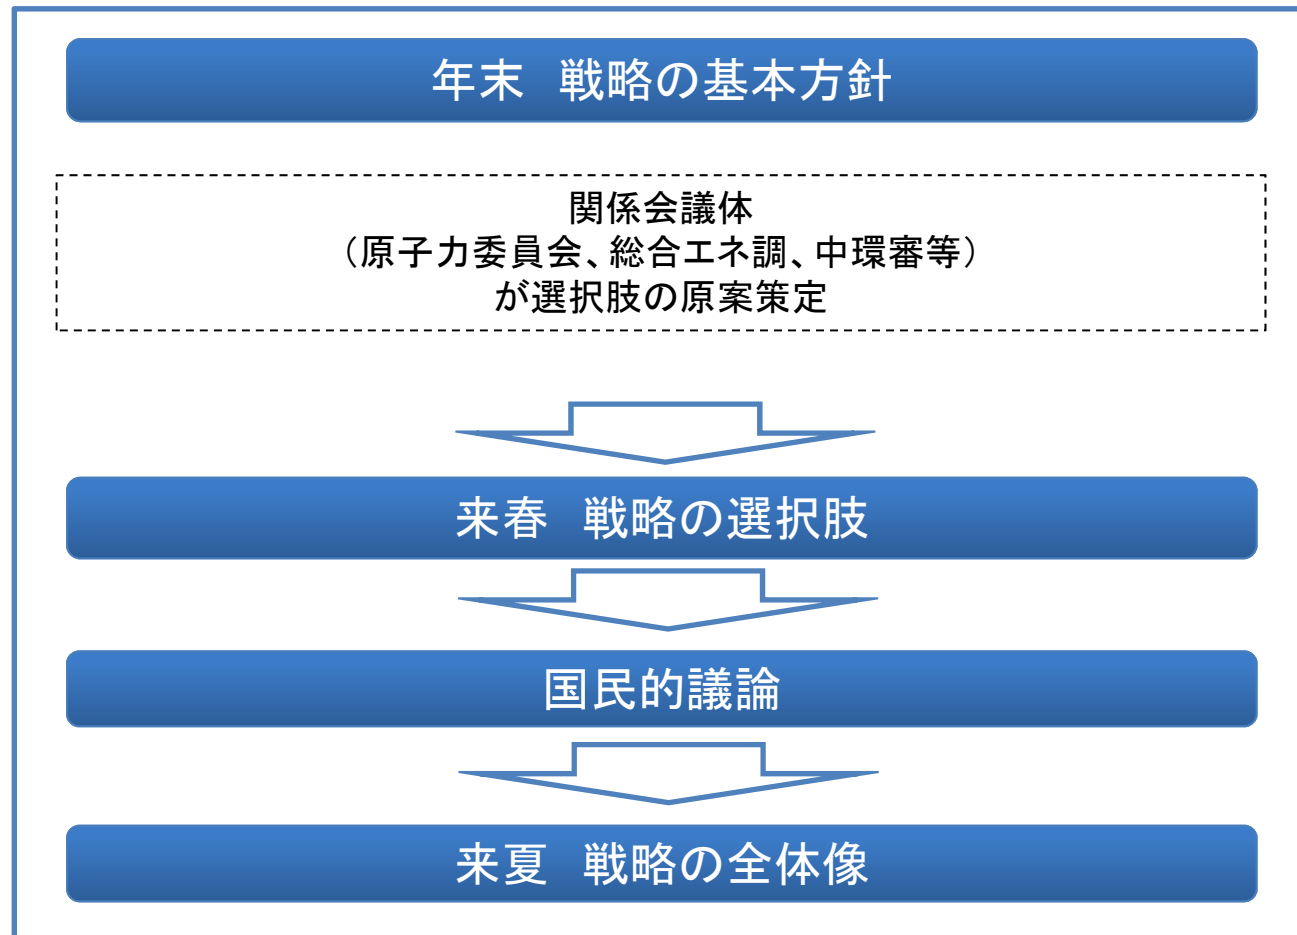 年末　戦略の基本方針
関係会議体
（原子力委員会、総合エネ調、中環審等）
が選択肢の原案策定
来春　戦略の選択肢
国民的議論
来夏　戦略の全体像